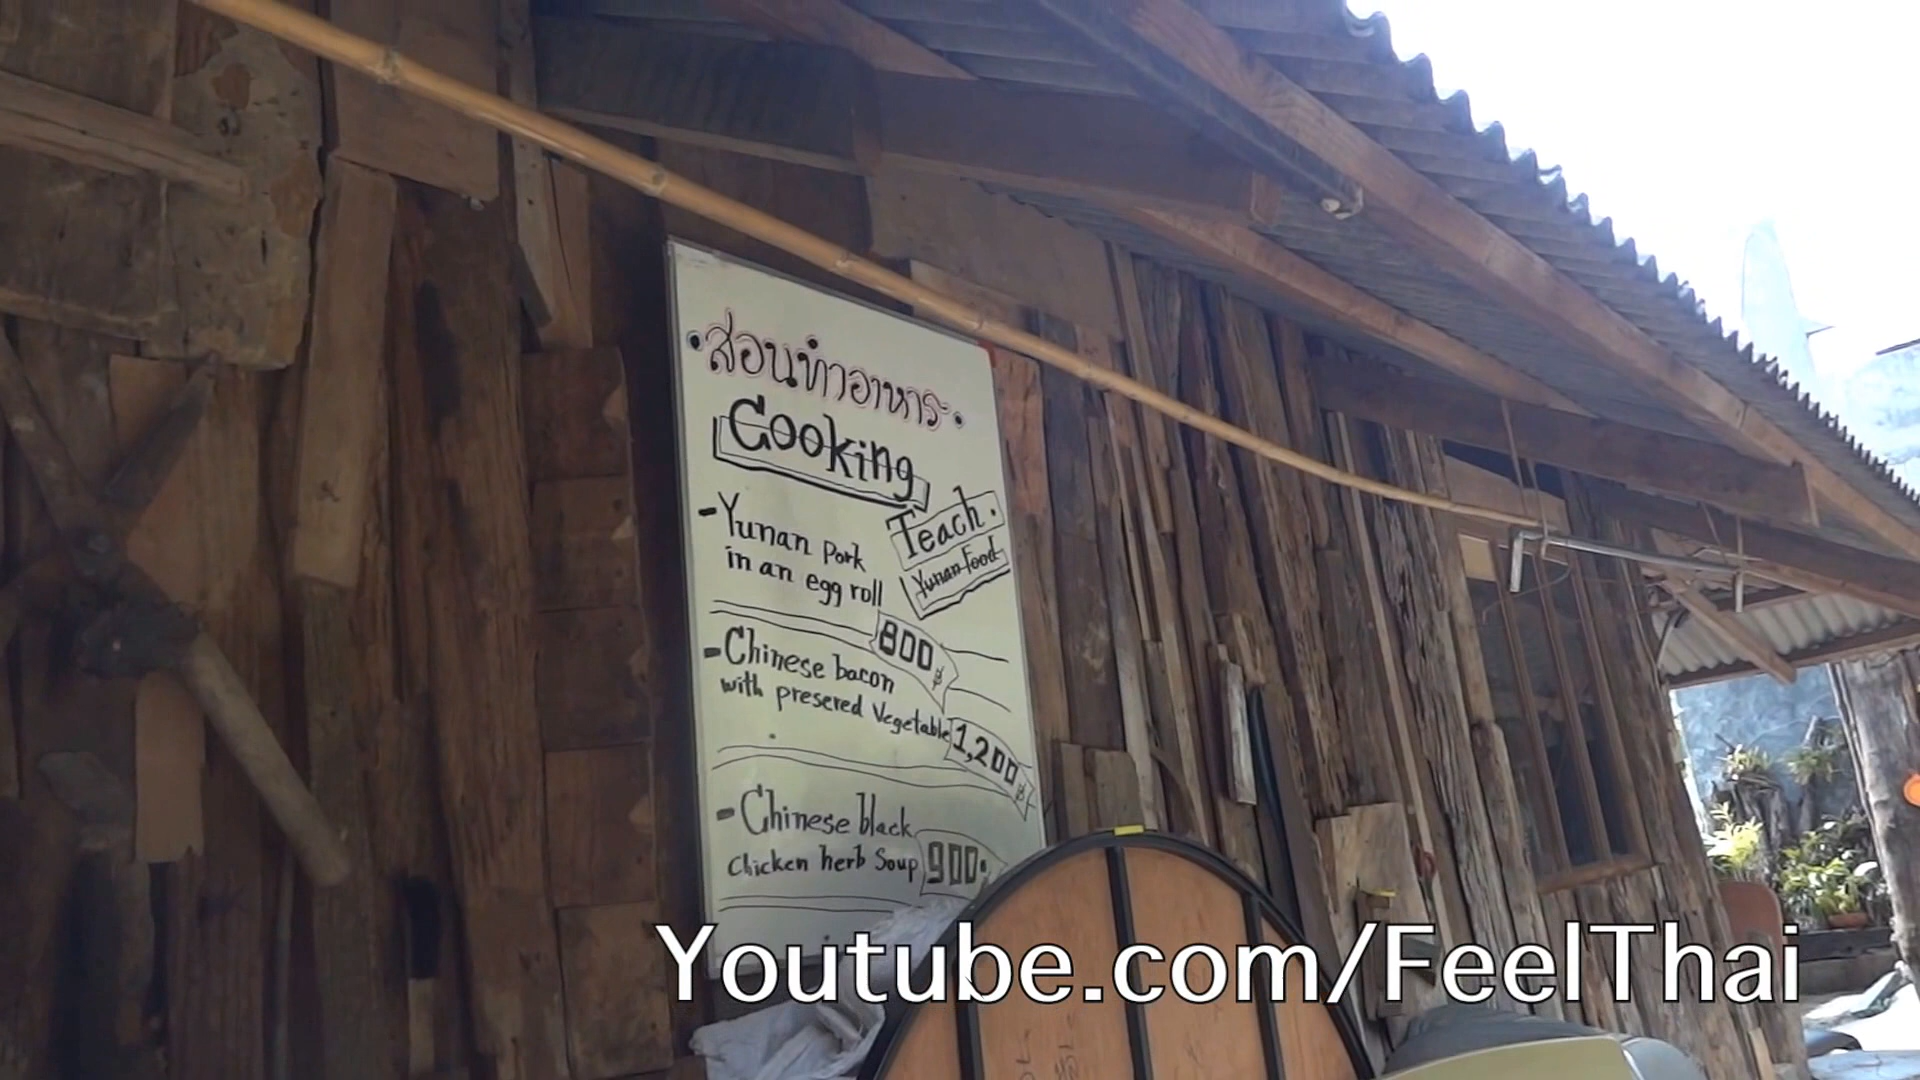 • สอนทำอาหาร •
Cooking
Teach.
Yunan Food
- Yunan Pork
in an egg roll
800฿
- Chinese bacon
with presered Vegetable
1,200฿
- Chinese black
chicken herb Soup
900.
Youtube.com/FeelThai